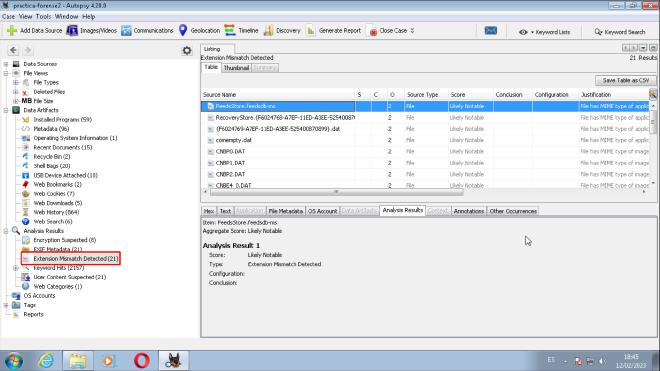 practica-forense2 - Autopsy 4.20.0
Case View Tools Window Help
Add Data Source Images/Videos Communications Geolocation Timeline Discovery Generate Report Close Case Keyword Lists Keyword Search
Data Sources
File Views
File Types
Deleted Files
MB File Size
Data Artifacts
Installed Programs (59)
Metadata (96)
Operating System Information (1)
Recent Documents (15)
Recycle Bin (2)
Shell Bags (20)
USB Device Attached (10)
Web Bookmarks (2)
Web Cookies (7)
Web Downloads (5)
Web History (864)
Web Search (6)
Analysis Results
Encryption Suspected (8)
EXIF Metadata (21)
Extension Mismatch Detected (21)
Keyword Hits (2157)
User Content Suspected (21)
Web Categories (1)
OS Accounts
Tags
Reports
Listing
Extension Mismatch Detected 21 Results
Table Thumbnail Summary
Save Table as CSV
Source Name S C O Source Type Score Conclusion Configuration Justification
FeedsStore.feedsdb-ms 2 File Likely Notable File has MIME type of applic
RecoveryStore.{F6024768-A7EF-11ED-A3EE-52540087 2 File Likely Notable File has MIME type of applic
{F6024769-A7EF-11ED-A3EE-525400870899}.dat 2 File Likely Notable File has MIME type of applic
conempty.dat 2 File Likely Notable File has MIME type of applic
CNBP0.DAT 2 File Likely Notable File has MIME type of image
CNBP1.DAT 2 File Likely Notable File has MIME type of image
CNBP2.DAT 2 File Likely Notable File has MIME type of image
CNBE4_0.DAT 2 File Likely Notable File has MIME type of image
Hex Text Application File Metadata OS Account Data Artifacts Analysis Results Context Annotations Other Occurrences
Item: FeedsStore.feedsdb-ms
Aggregate Score: Likely Notable
Analysis Result 1
Score: Likely Notable
Type: Extension Mismatch Detected
Configuration:
Conclusion:
ES
18:45
12/02/2023